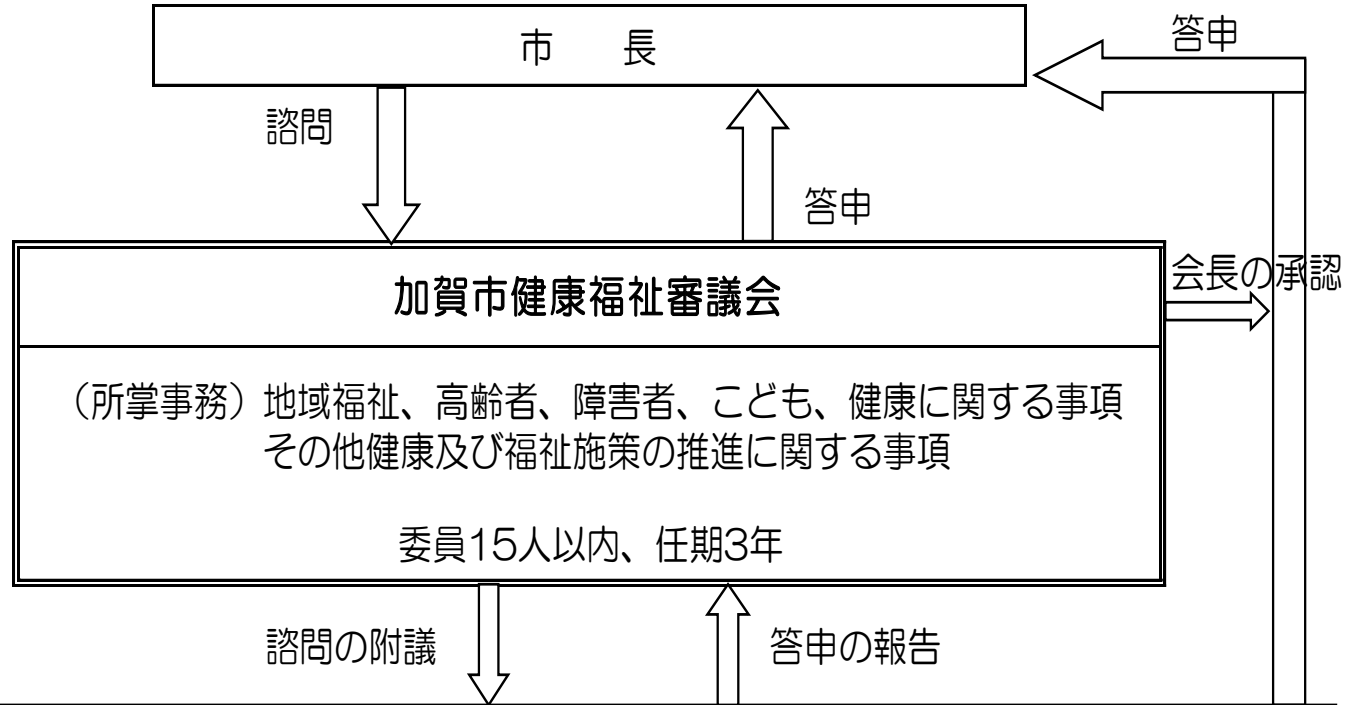 市　　長
答申
諮問
答申
加賀市健康福祉審議会
会長の承認
（所掌事務）地域福祉、高齢者、障害者、こども、健康に関する事項
その他健康及び福祉施策の推進に関する事項
委員15人以内、任期3年
諮問の附議
答申の報告